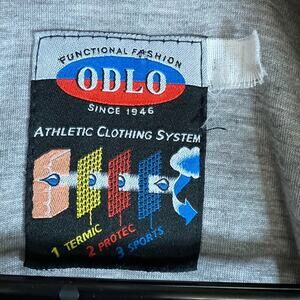 FUNCTIONAL FASHION
ODLO
SINCE 1946
ATHLETIC CLOTHING SYSTEM
1 TERMIC
2 PROTEC
3 SPORTS